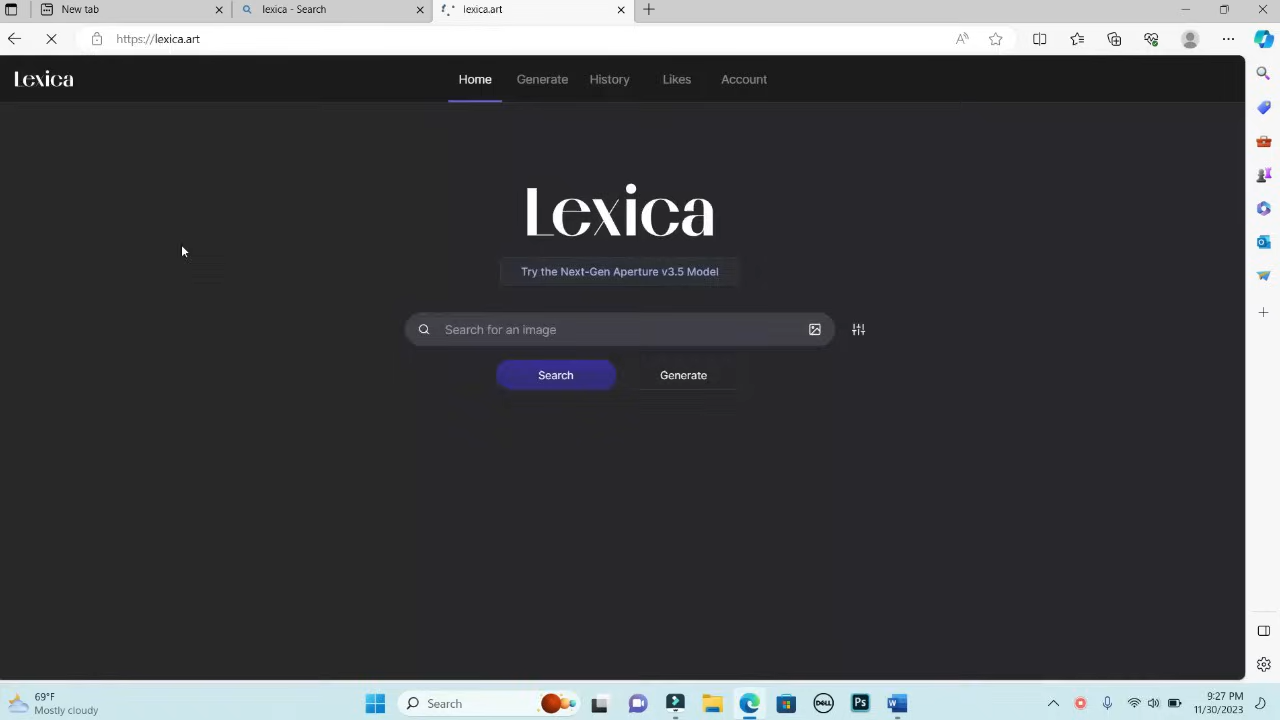 New tab
lexica - Search
lexica.art
https://lexica.art
Lexica
Home
Generate
History
Likes
Account
Lexica
Try the Next-Gen Aperture v3.5 Model
Search for an image
Search
Generate
69°F
Mostly cloudy
Search
DELL
Ps
W
9:27 PM
11/30/2023